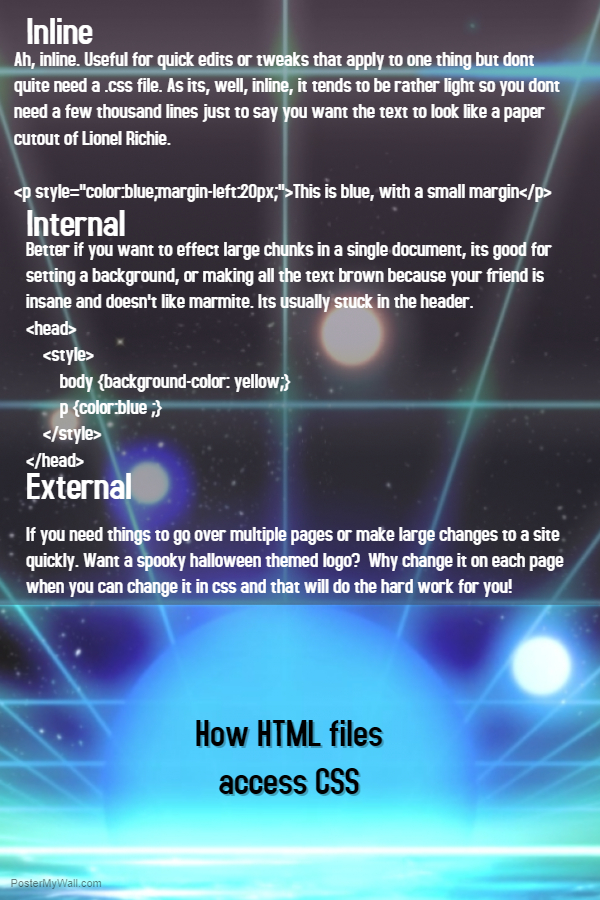 Inline
Ah, inline. Useful for quick edits or tweaks that apply to one thing but dont
quite need a .css file. As its, well, inline, it tends to be rather light so you dont
need a few thousand lines just to say you want the text to look like a paper
cutout of Lionel Richie.
<p style="color:blue;margin-left:20px;">This is blue, with a small margin</p>
Internal
Better if you want to effect large chunks in a single document, its good for
setting a background, or making all the text brown because your friend is
insane and doesn't like marmite. Its usually stuck in the header.
<head>
<style>
body {background-color: yellow;}
p {color:blue ;}
</style>
</head>
External
If you need things to go over multiple pages or make large changes to a site
quickly. Want a spooky halloween themed logo? Why change it on each page
when you can change it in css and that will do the hard work for you!
How HTML files
access CSS
PosterMyWall.com